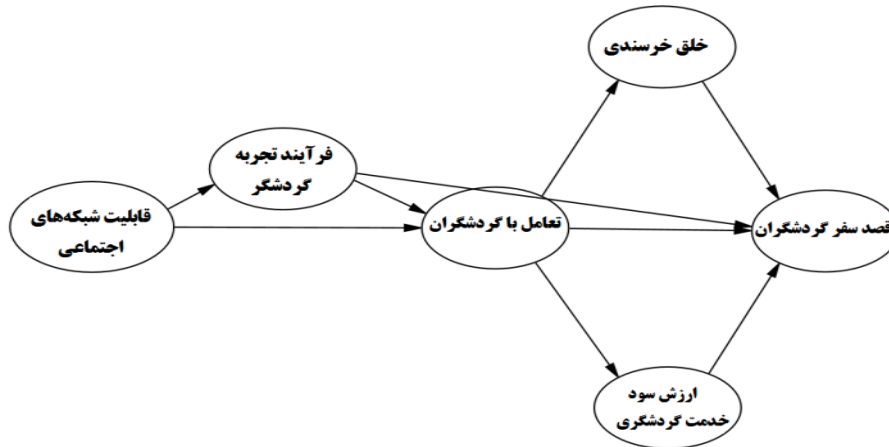 خلق خرسندی
فرآیند تجربه
گردشگر
قابلیت شبکه‌های
اجتماعی
تعامل با گردشگران
قصد سفر گردشگران
ارزش سود
خدمت گردشگری